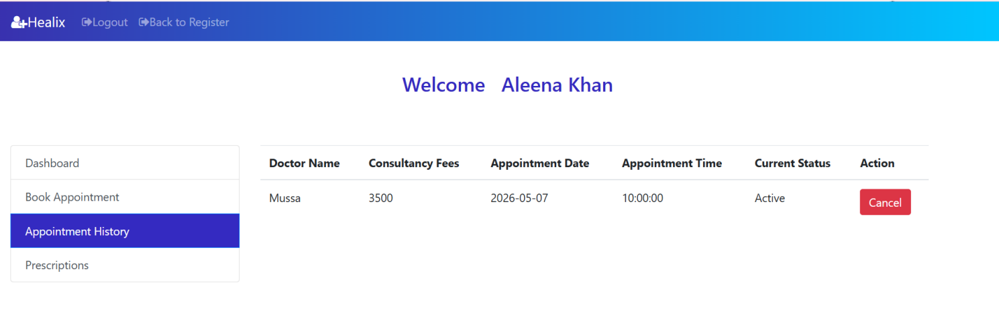 Healix Logout Back to Register
Welcome Aleena Khan
Dashboard
Book Appointment
Appointment History
Prescriptions
Doctor Name Consultancy Fees Appointment Date Appointment Time Current Status Action
Mussa 3500 2026-05-07 10:00:00 Active Cancel